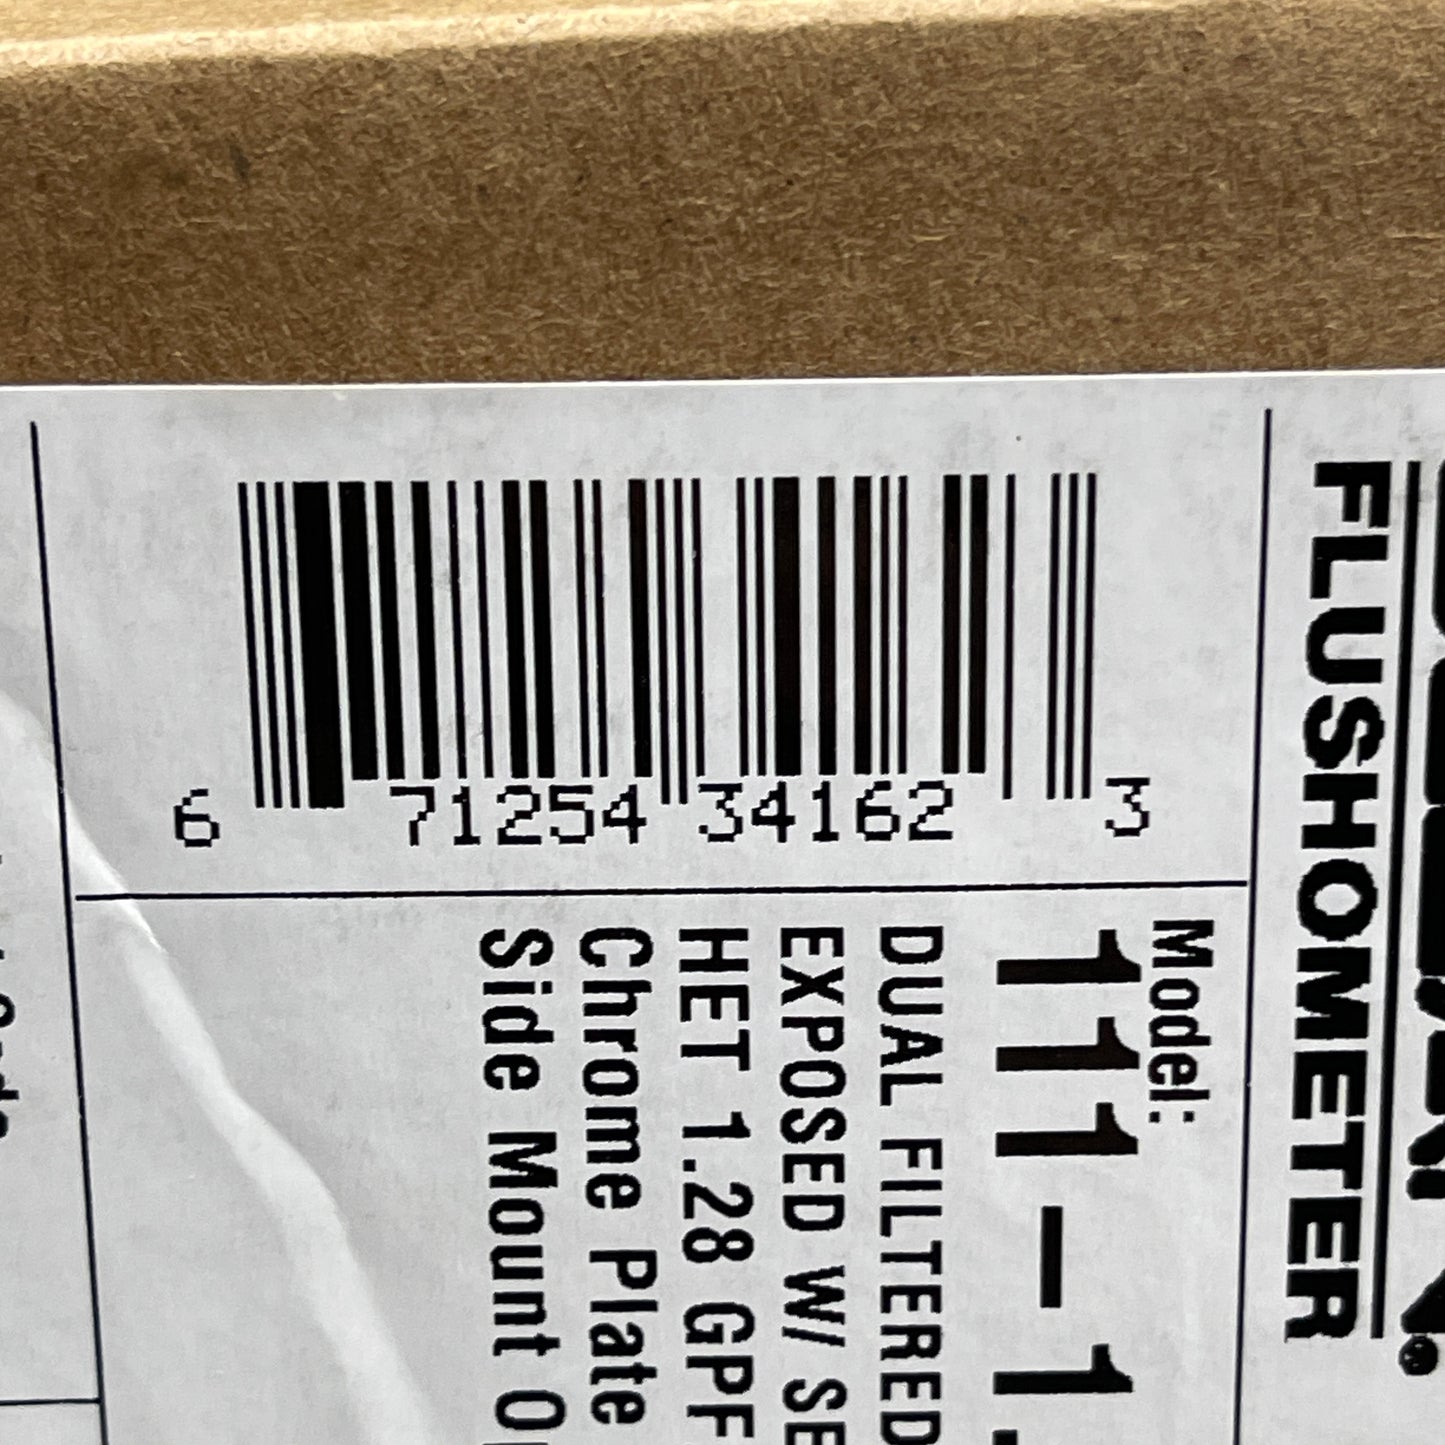 6 71254 34162 3
FLUSHOMETER
Model:
111-1.
DUAL FILTERED
EXPOSED W/ SE
HET 1.28 GPF
Chrome Plate
Side Mount O